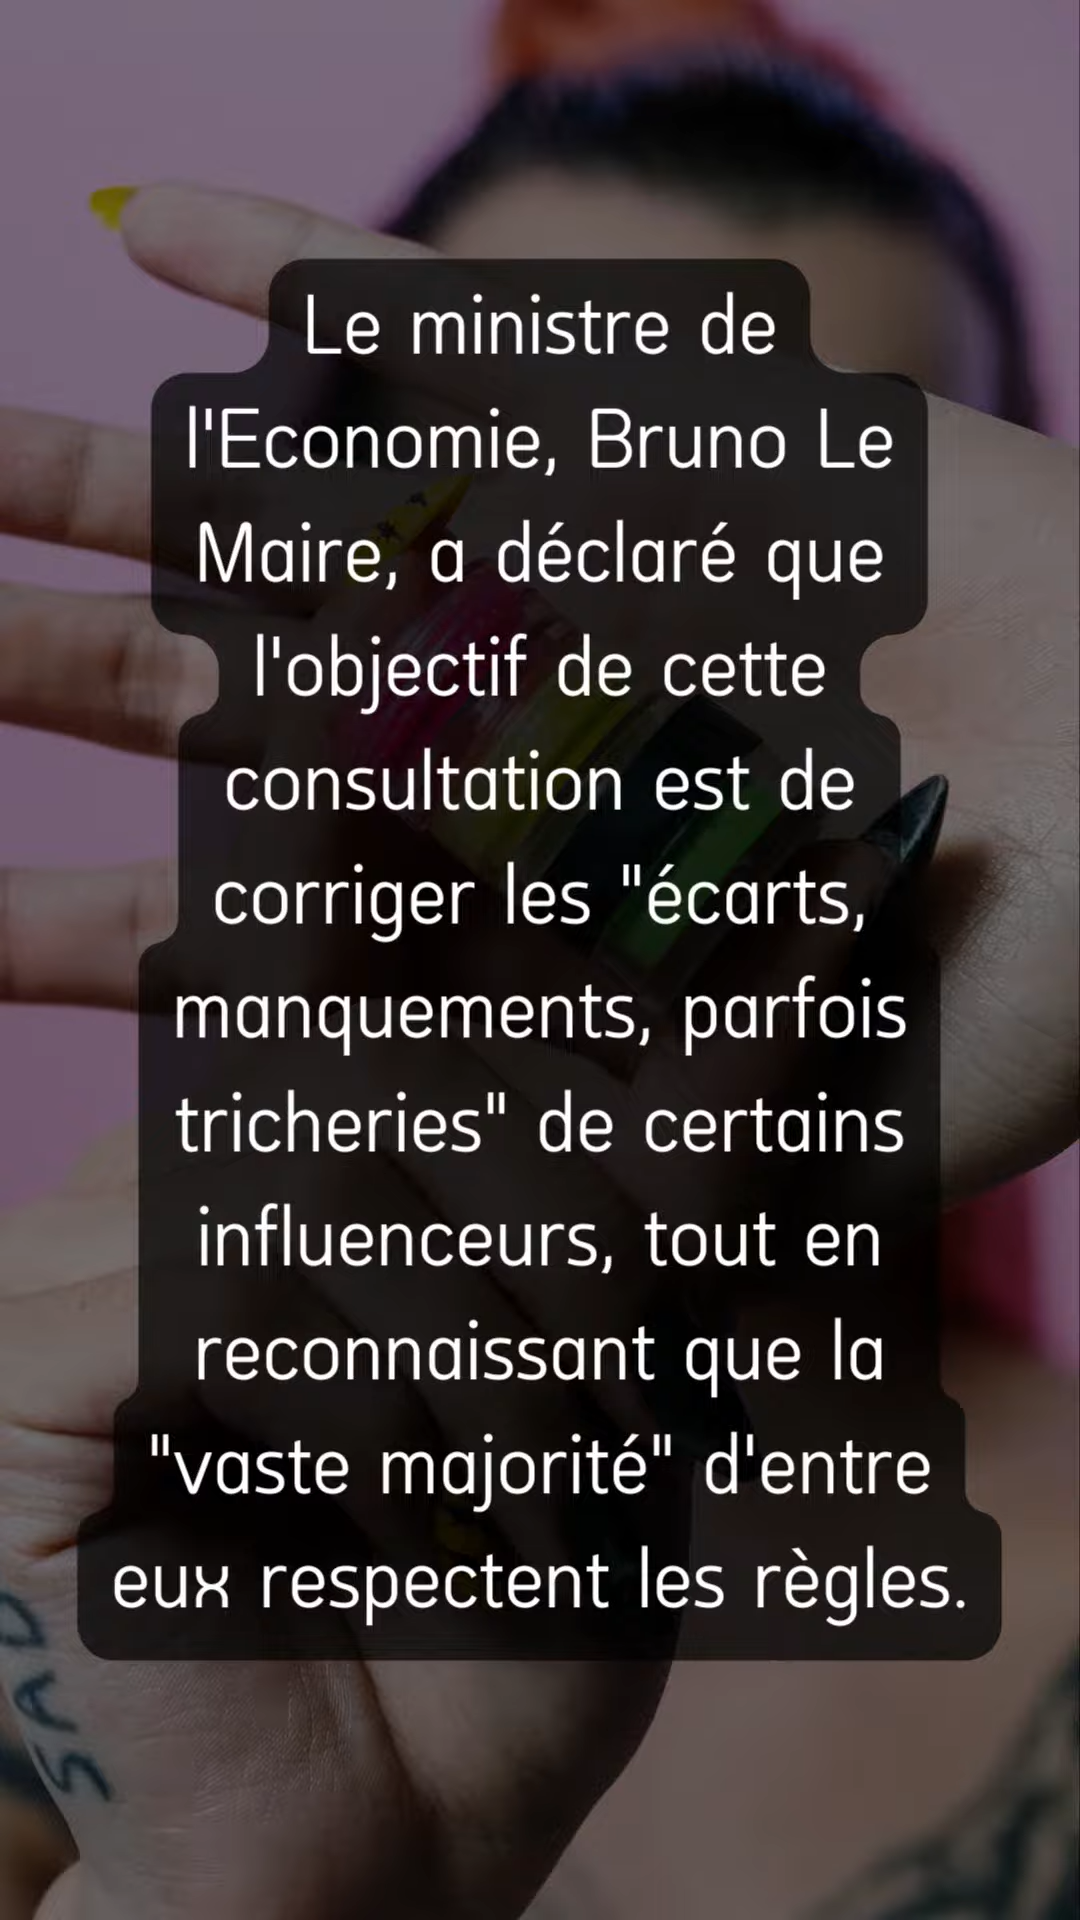 Le ministre de
l'Economie, Bruno Le
Maire, a déclaré que
l'objectif de cette
consultation est de
corriger les "écarts,
manquements, parfois
tricheries" de certains
influenceurs, tout en
reconnaissant que la
"vaste majorité" d'entre
eux respectent les règles.
SAD